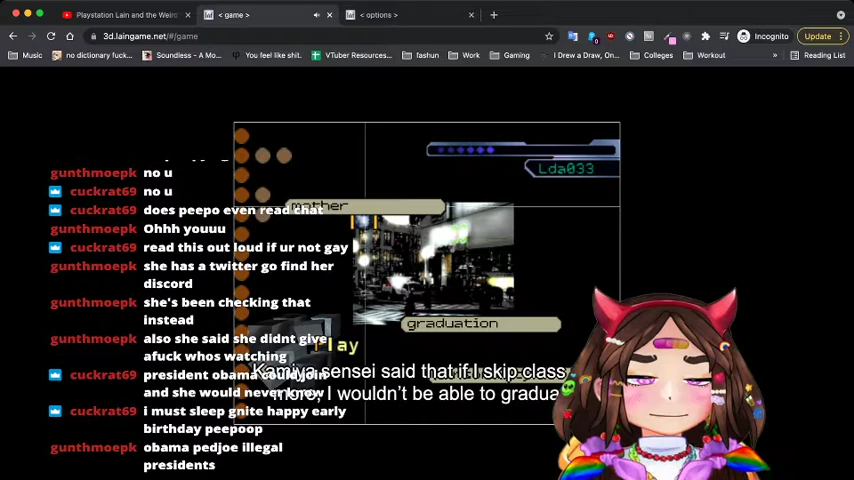 Playstation Lain and the Weird
< game >
< options >
3d.laingame.net/#/game
Incognito
Update
Music
no dictionary fuck...
Soundless - A Mo...
You feel like shit.
VTuber Resources...
fashun
Work
Gaming
I Drew a Draw, On...
Colleges
Workout
Reading List
gunthmoepk no u
cuckrat69 no u
cuckrat69 does peepo even read chat
gunthmoepk Ohhh youuu
cuckrat69 read this out loud if ur not gay
gunthmoepk she has a twitter go find her
discord
gunthmoepk she's been checking that
instead
gunthmoepk also she said she didnt give
afuck whos watching
cuckrat69 president obama could join
and she would never know
cuckrat69 i must sleep gnite happy early
birthday peepoop
gunthmoepk obama pedjoe illegal
presidents
Lda033
mother
graduation
Play
Kamiya sensei said that if I skip class
more, I wouldn't be able to gradua